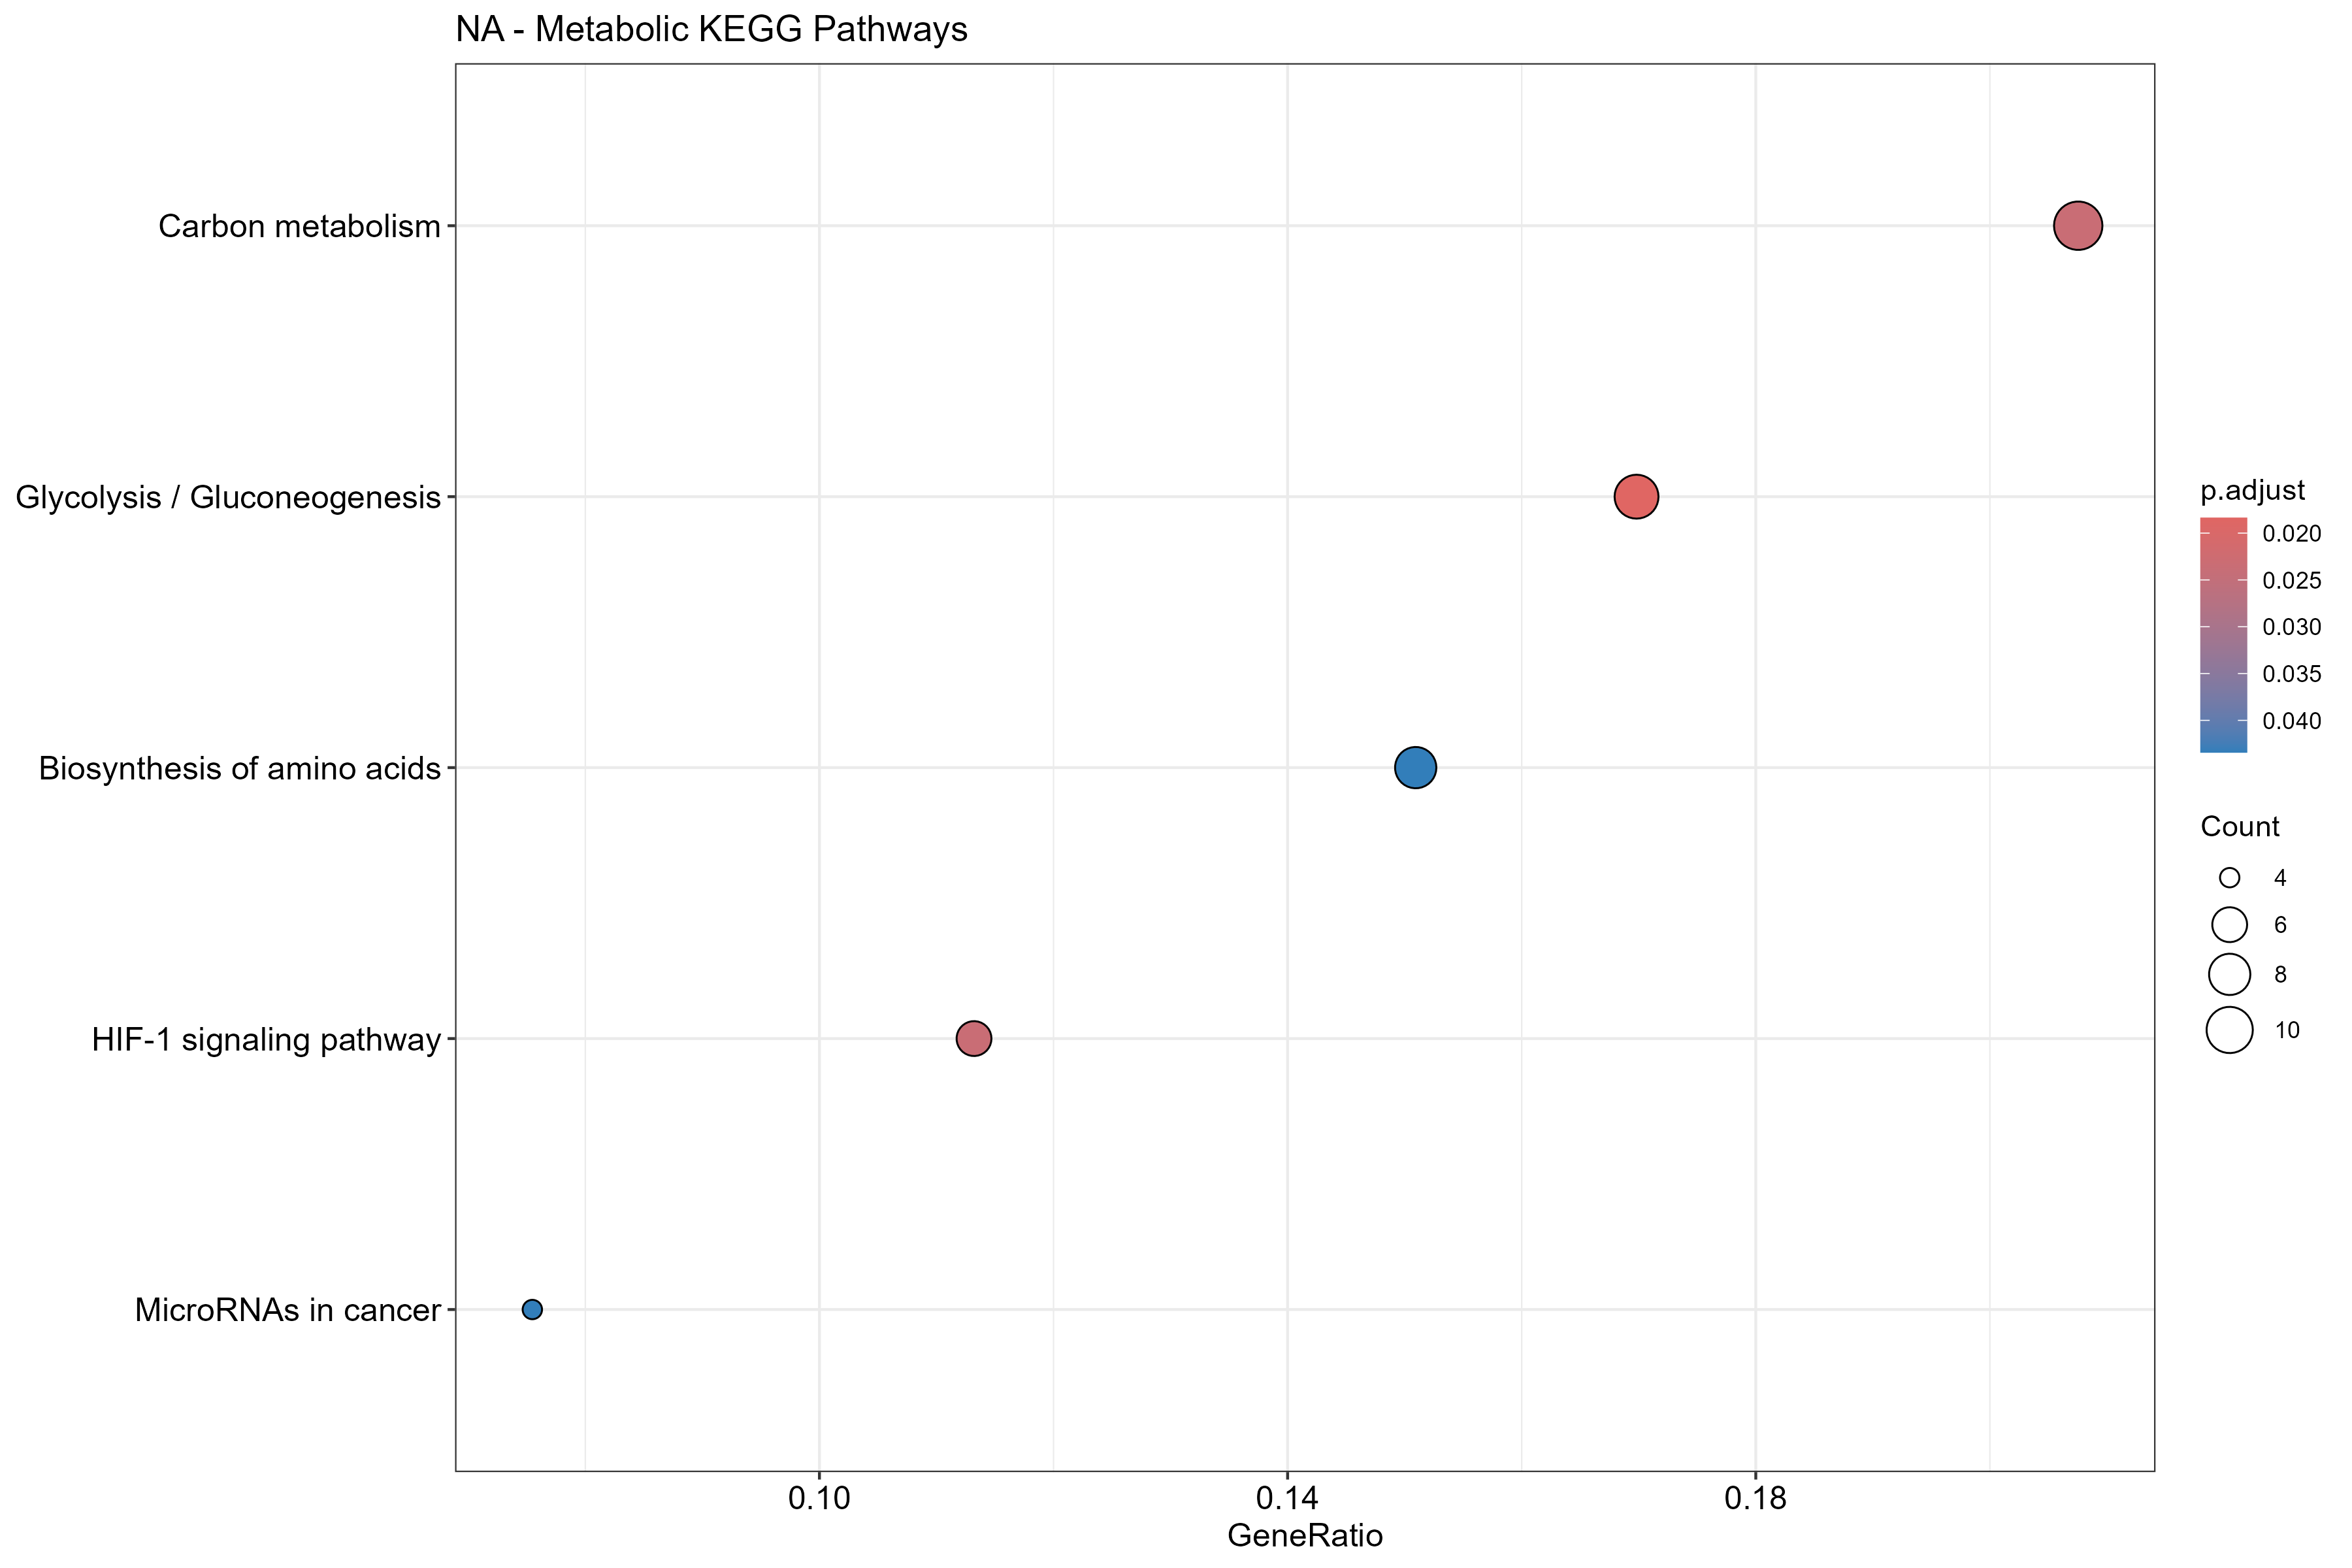 NA - Metabolic KEGG Pathways
Carbon metabolism
Glycolysis / Gluconeogenesis
Biosynthesis of amino acids
HIF-1 signaling pathway
MicroRNAs in cancer
0.10
0.14
0.18
GeneRatio
p.adjust
0.020
0.025
0.030
0.035
0.040
Count
4
6
8
10